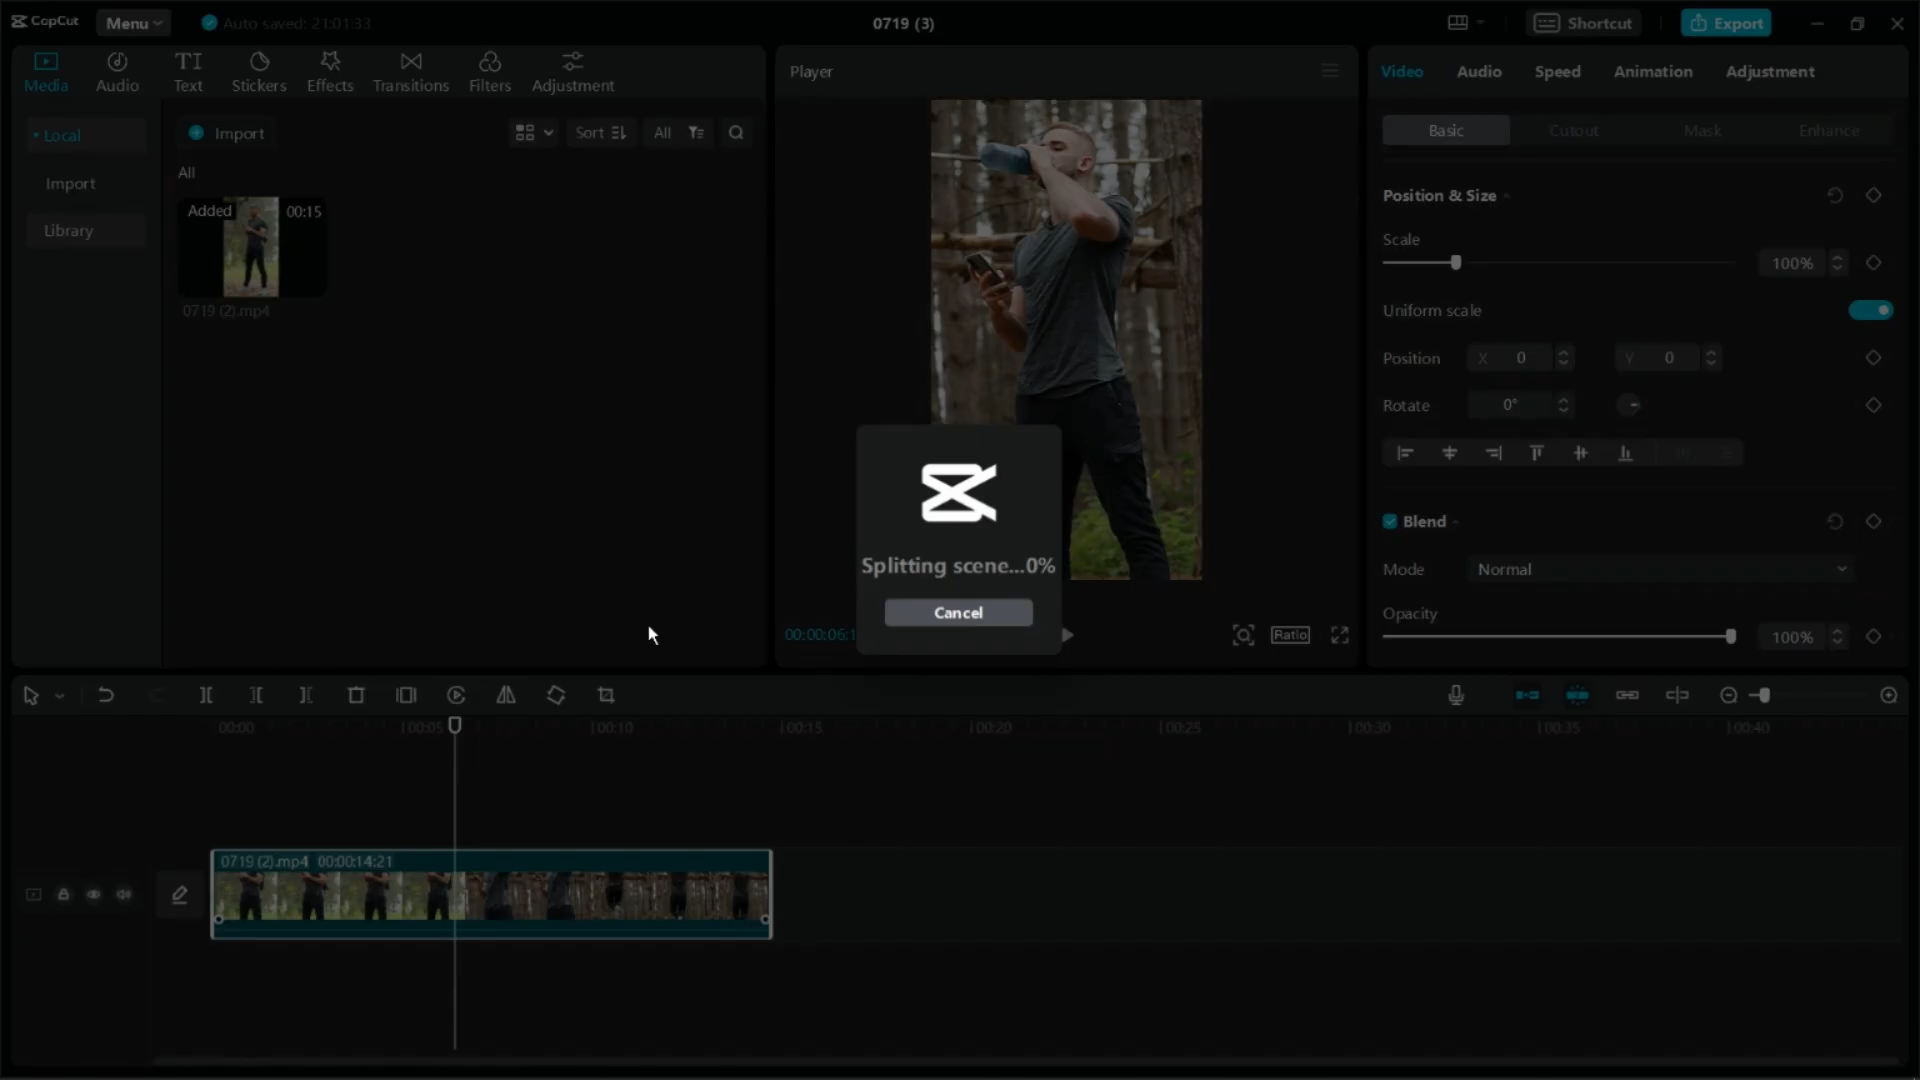 CapCut
Menu
Auto saved: 21:01:33
0719 (3)
Shortcut
Export
Media
Audio
Text
Stickers
Effects
Transitions
Filters
Adjustment
Local
Import
Library
Import
Sort
All
All
Added
00:15
0719 (2).mp4
Player
00:00:06:1
Ratio
Splitting scene...0%
Cancel
Video
Audio
Speed
Animation
Adjustment
Basic
Cutout
Mask
Enhance
Position & Size
Scale
100%
Uniform scale
Position
X 0
Y 0
Rotate
0°
Blend
Mode
Normal
Opacity
100%
00:00
00:05
00:10
00:15
00:20
00:25
00:30
00:35
00:40
0719 (2).mp4 00:00:14:21